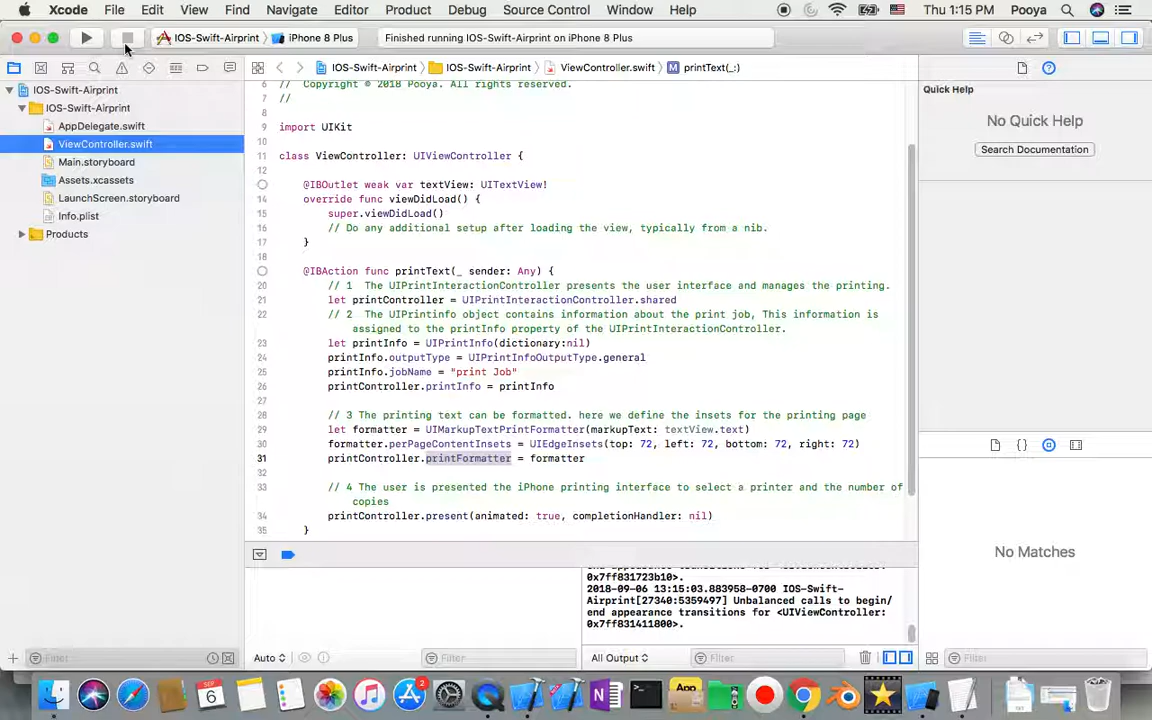 Xcode File Edit View Find Navigate Editor Product Debug Source Control Window Help Thu 1:15 PM Pooya
IOS-Swift-Airprint iPhone 8 Plus Finished running IOS-Swift-Airprint on iPhone 8 Plus
IOS-Swift-Airprint IOS-Swift-Airprint ViewController.swift M printText(_:)
IOS-Swift-Airprint
IOS-Swift-Airprint
AppDelegate.swift
ViewController.swift
Main.storyboard
Assets.xcassets
LaunchScreen.storyboard
Info.plist
Products
6 // Copyright © 2018 Pooya. All rights reserved.
7 //
8
9 import UIKit
10
11 class ViewController: UIViewController {
12
@IBOutlet weak var textView: UITextView!
14 override func viewDidLoad() {
15 super.viewDidLoad()
16 // Do any additional setup after loading the view, typically from a nib.
17 }
18
@IBAction func printText(_ sender: Any) {
20 // 1 The UIPrintInteractionController presents the user interface and manages the printing.
21 let printController = UIPrintInteractionController.shared
22 // 2 The UIPrintinfo object contains information about the print job, This information is
assigned to the printInfo property of the UIPrintInteractionController.
23 let printInfo = UIPrintInfo(dictionary:nil)
24 printInfo.outputType = UIPrintInfoOutputType.general
25 printInfo.jobName = "print Job"
26 printController.printInfo = printInfo
27
28 // 3 The printing text can be formatted. here we define the insets for the printing page
29 let formatter = UIMarkupTextPrintFormatter(markupText: textView.text)
30 formatter.perPageContentInsets = UIEdgeInsets(top: 72, left: 72, bottom: 72, right: 72)
31 printController.printFormatter = formatter
32
33 // 4 The user is presented the iPhone printing interface to select a printer and the number of
copies
34 printController.present(animated: true, completionHandler: nil)
35 }
Quick Help
No Quick Help
Search Documentation
No Matches
0x7ff831723b10>.
2018-09-06 13:15:03.883958-0700 IOS-Swift-
Airprint[27340:5359497] Unbalanced calls to begin/
end appearance transitions for <UIViewController:
0x7ff831411800>.
Filter Auto Filter All Output Filter Filter
SEP 6 2 App